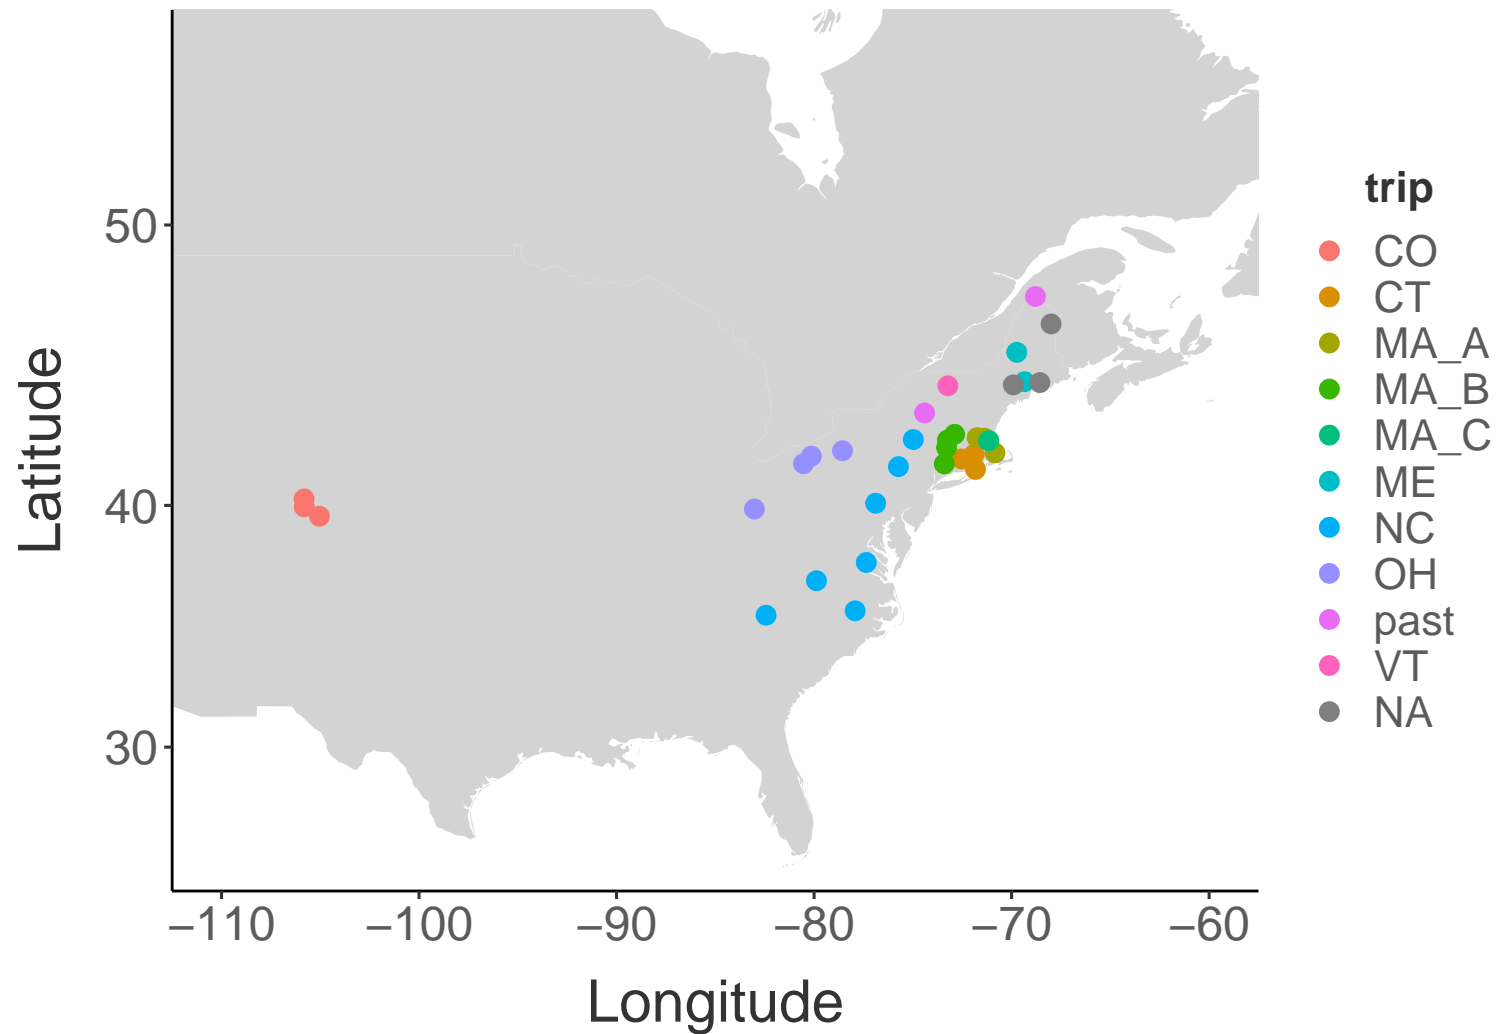 trip
CO
CT
MA_A
MA_B
MA_C
ME
NC
OH
past
VT
NA
Latitude
50
40
30
−110
−100
−90
−80
−70
−60
Longitude